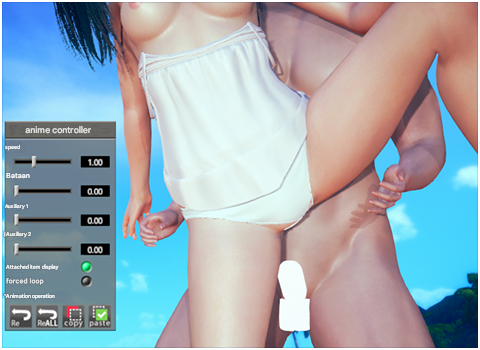 anime controller
speed
1.00
Bataan
0.00
Auxiliary 1
0.00
Auxiliary 2
0.00
Attached item display
forced loop
*Animation operation
Re
ReALL
copy
paste